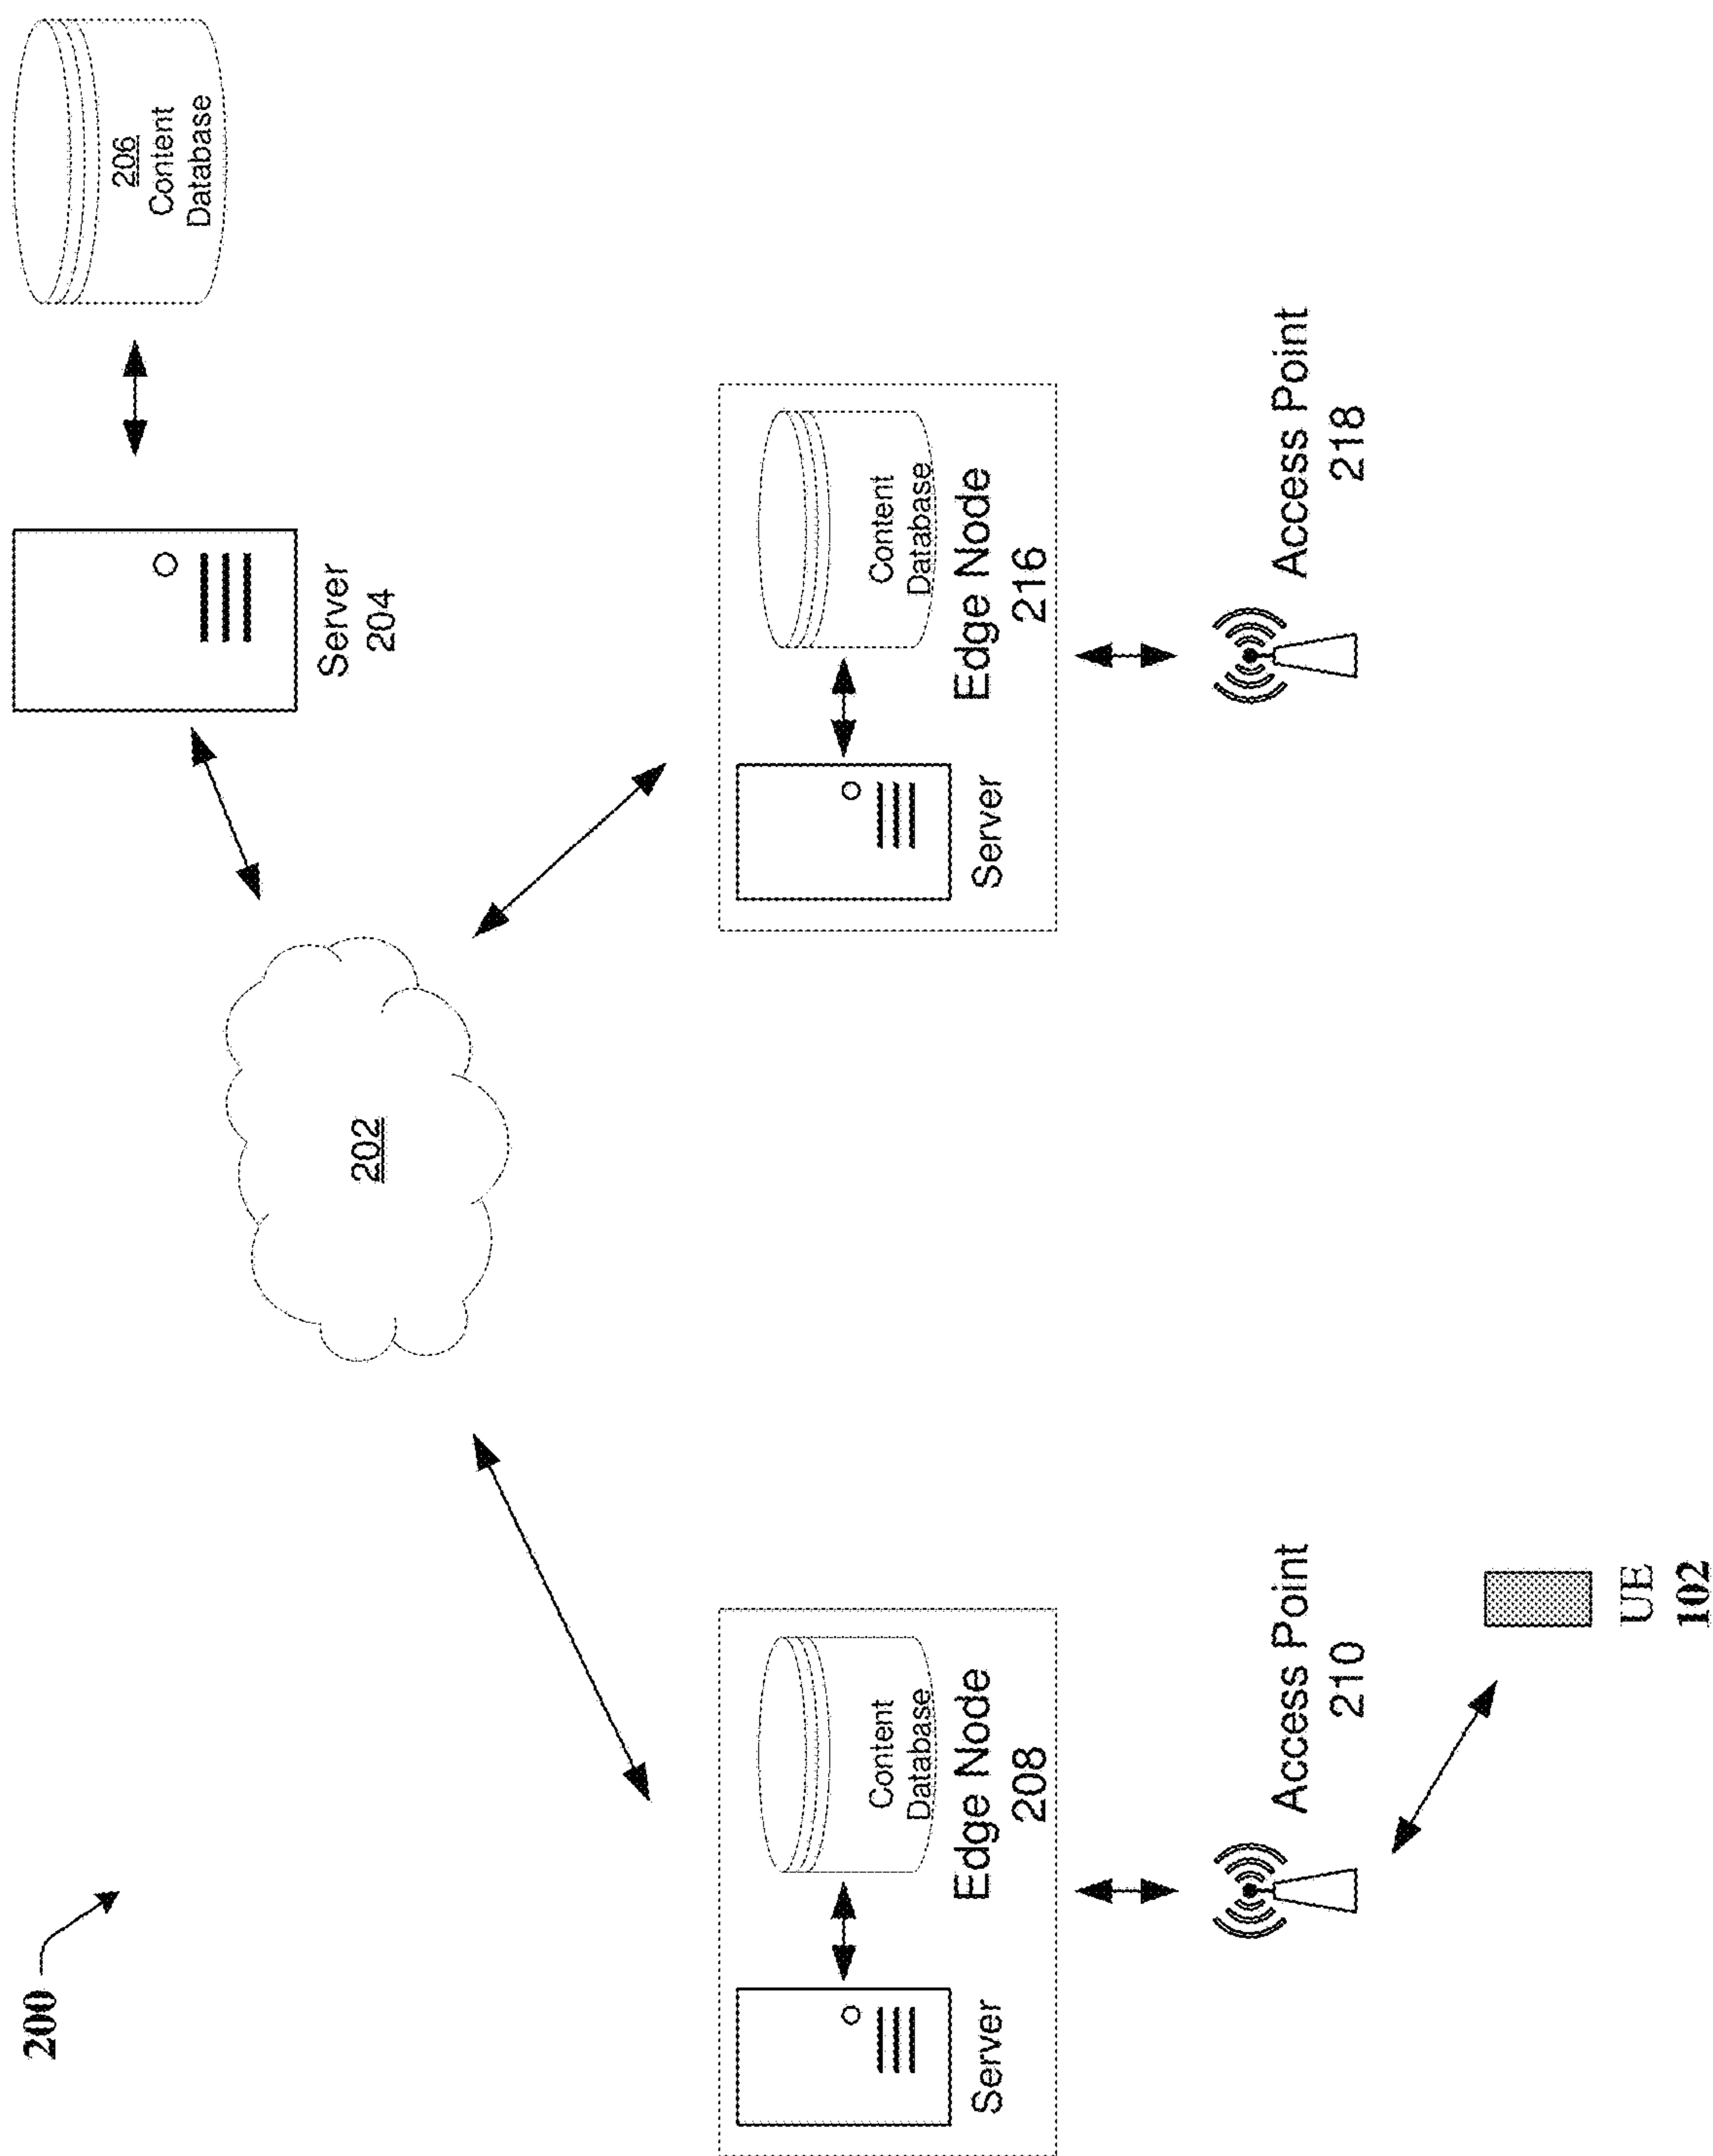 200
206
Content
Database
Server
204
202
Server
Content
Database
Edge Node
208
Server
Content
Database
Edge Node
216
Access Point
210
Access Point
218
UE
102